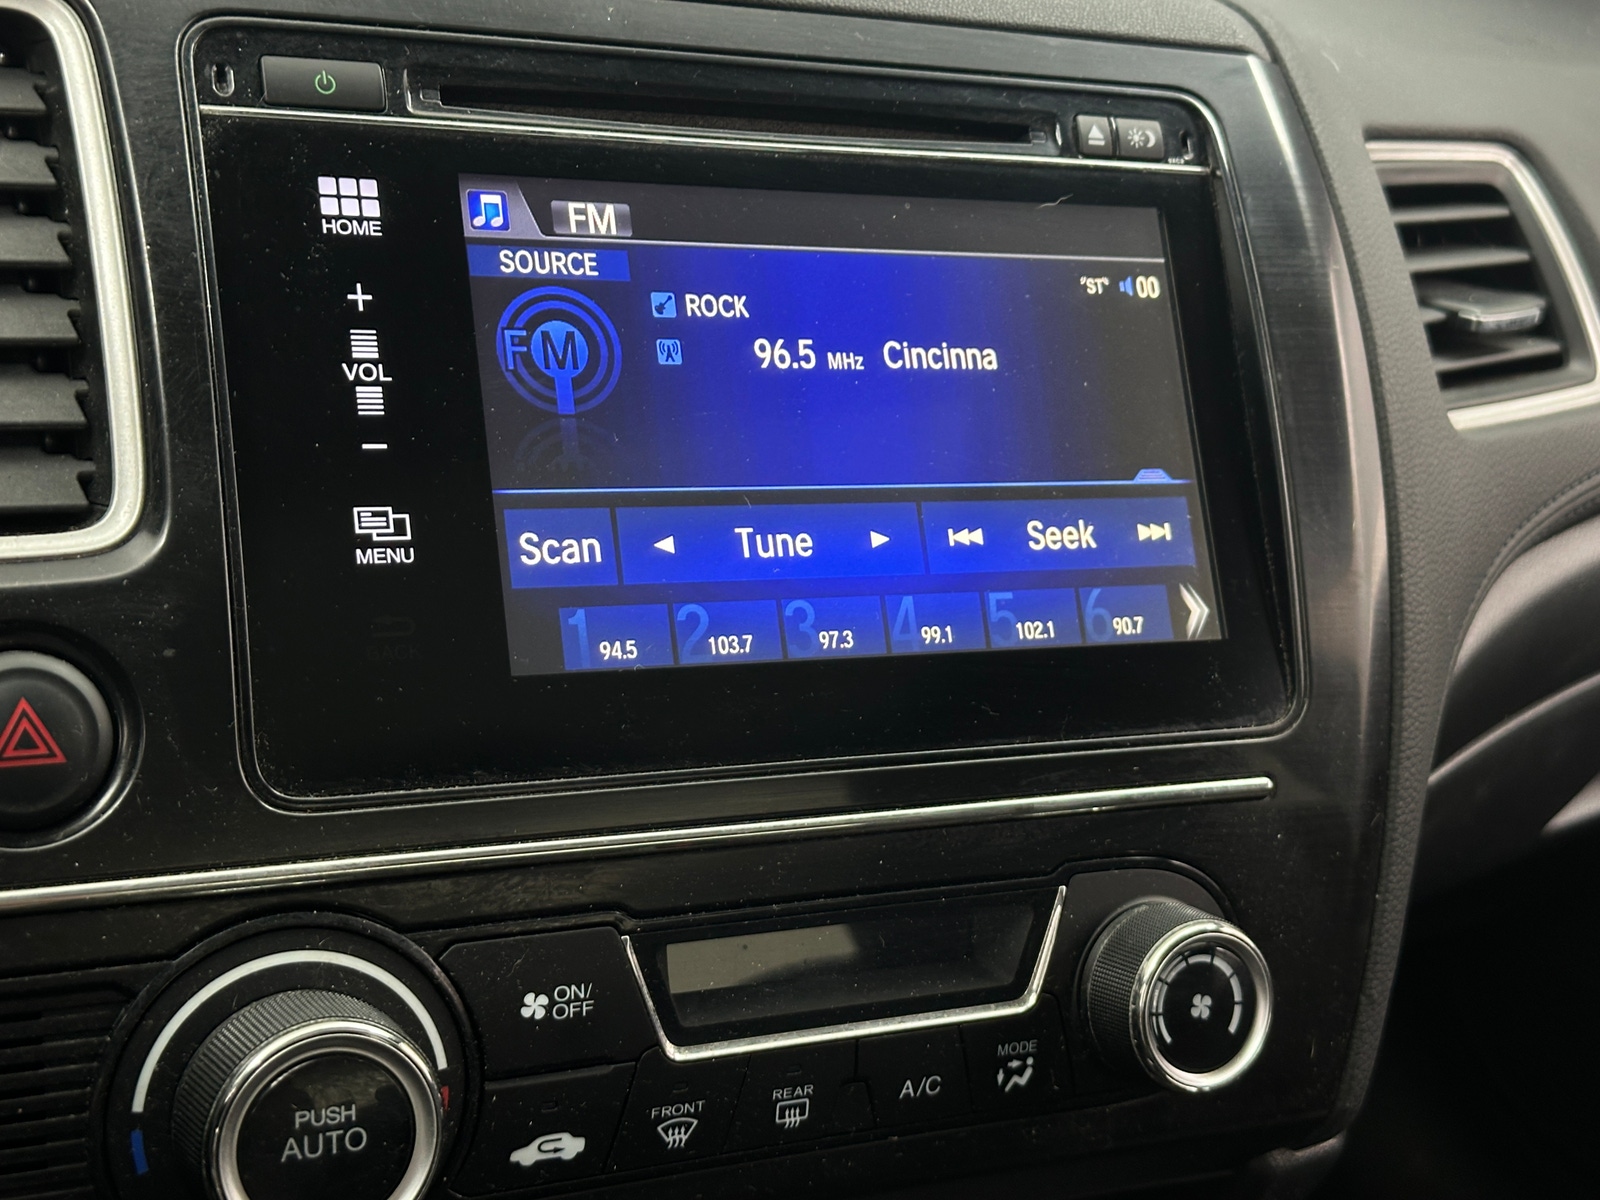 HOME
+
VOL
−
MENU
BACK
FM
SOURCE
FM
ROCK
"ST" 00
96.5 MHz Cincinna
Scan Tune Seek
1 94.5 2 103.7 3 97.3 4 99.1 5 102.1 6 90.7
ON/
OFF
PUSH
AUTO
FRONT
REAR
A/C
MODE